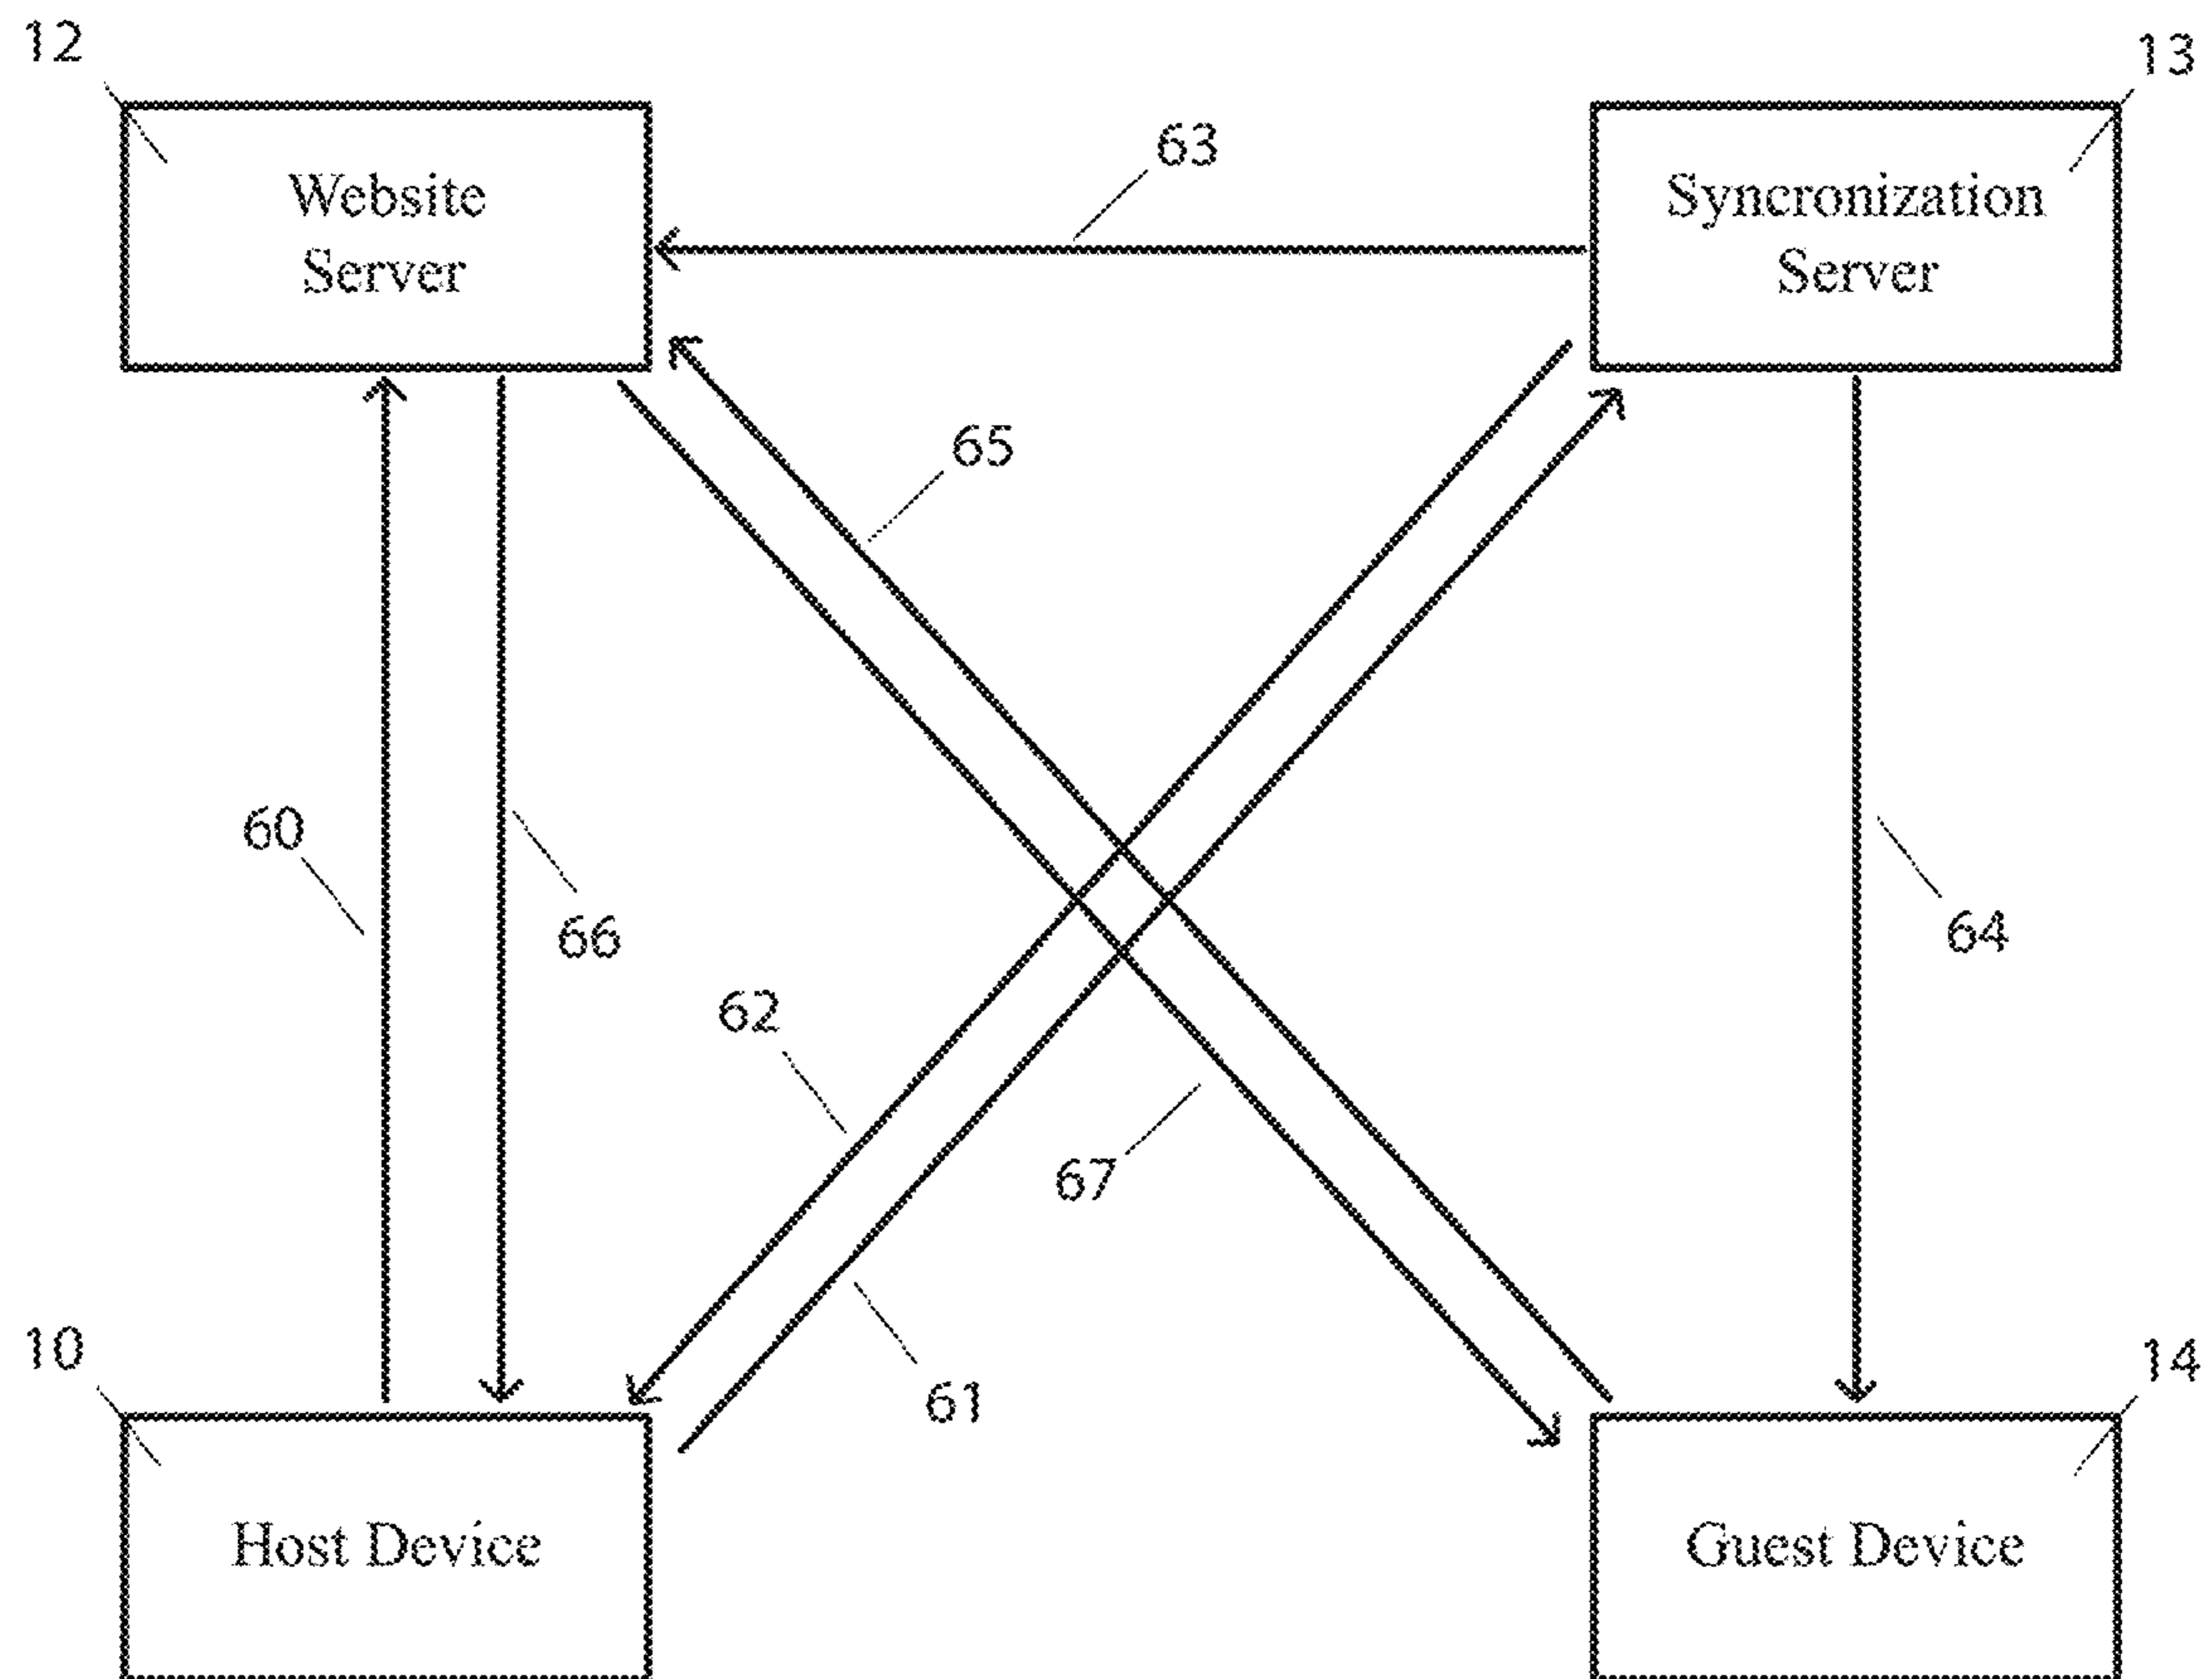 12
13
63
Website
Server
Syncronization
Server
65
60
66
64
62
67
10
61
14
Host Device
Guest Device